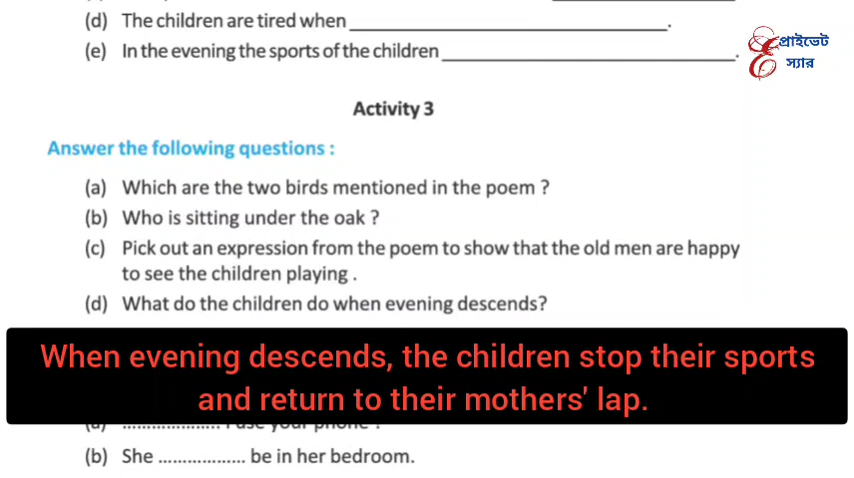 (d) The children are tired when ____________________.
(e) In the evening the sports of the children ____________________.
প্রাইভেট
স্যার
Activity 3
Answer the following questions :
(a) Which are the two birds mentioned in the poem ?
(b) Who is sitting under the oak ?
(c) Pick out an expression from the poem to show that the old men are happy
to see the children playing .
(d) What do the children do when evening descends?
When evening descends, the children stop their sports
and return to their mothers' lap.
(b) She .................. be in her bedroom.